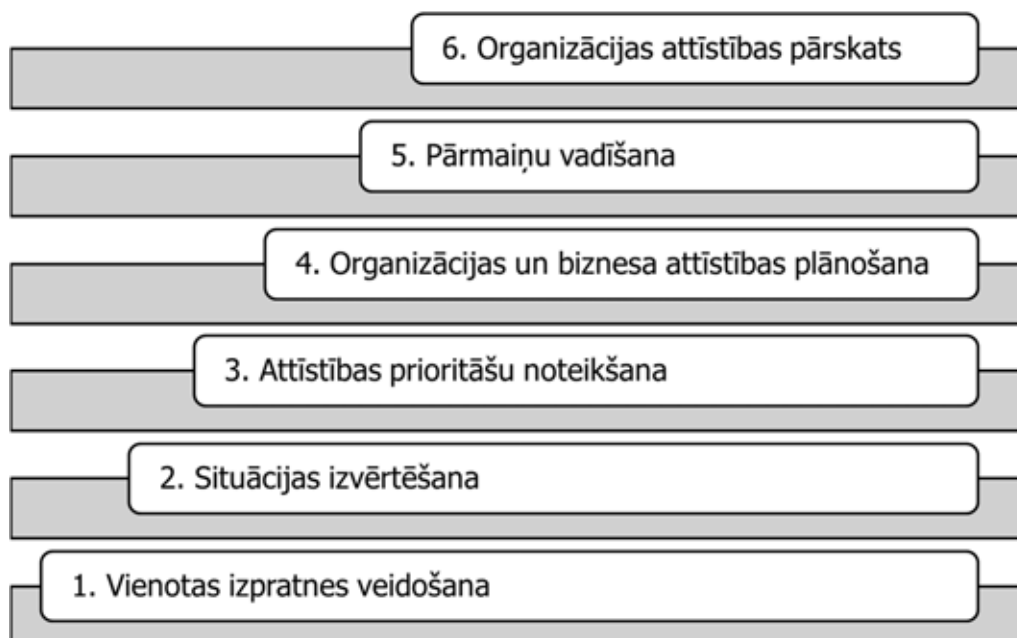 6. Organizācijas attīstības pārskats
5. Pārmaiņu vadīšana
4. Organizācijas un biznesa attīstības plānošana
3. Attīstības prioritāšu noteikšana
2. Situācijas izvērtēšana
1. Vienotas izpratnes veidošana